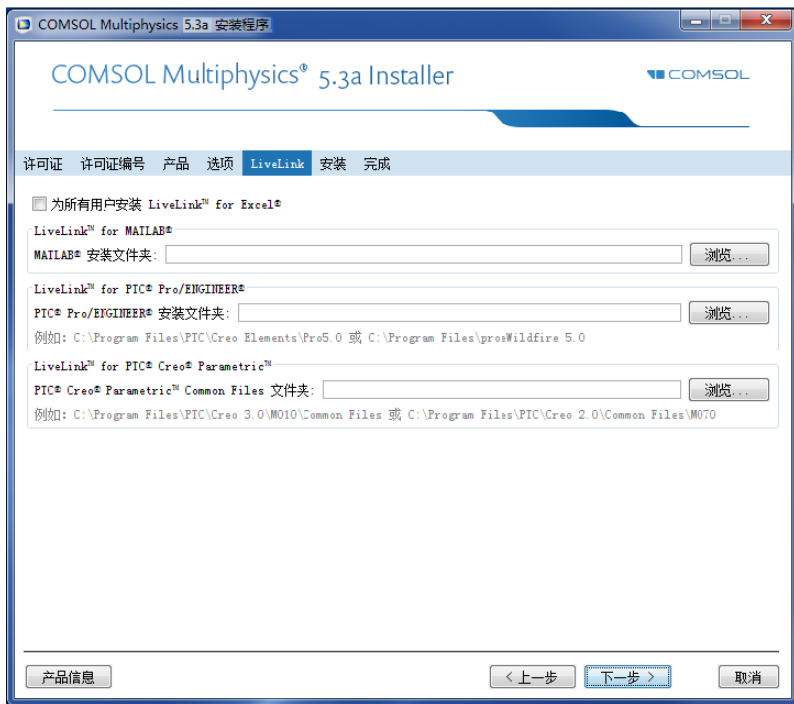 COMSOL Multiphysics 5.3a 安装程序
COMSOL Multiphysics® 5.3a Installer
COMSOL
许可证 许可证编号 产品 选项 LiveLink 安装 完成
为所有用户安装 LiveLink™ for Excel®
LiveLink™ for MATLAB®
MATLAB® 安装文件夹: 浏览...
LiveLink™ for PTC® Pro/ENGINEER®
PTC® Pro/ENGINEER® 安装文件夹: 浏览...
例如: C:\Program Files\PTC\Creo Elements\Pro5.0 或 C:\Program Files\proeWildfire 5.0
LiveLink™ for PTC® Creo® Parametric™
PTC® Creo® Parametric™ Common Files 文件夹: 浏览...
例如: C:\Program Files\PTC\Creo 3.0\M010\Common Files 或 C:\Program Files\PTC\Creo 2.0\Common Files\M070
产品信息 < 上一步 下一步 > 取消